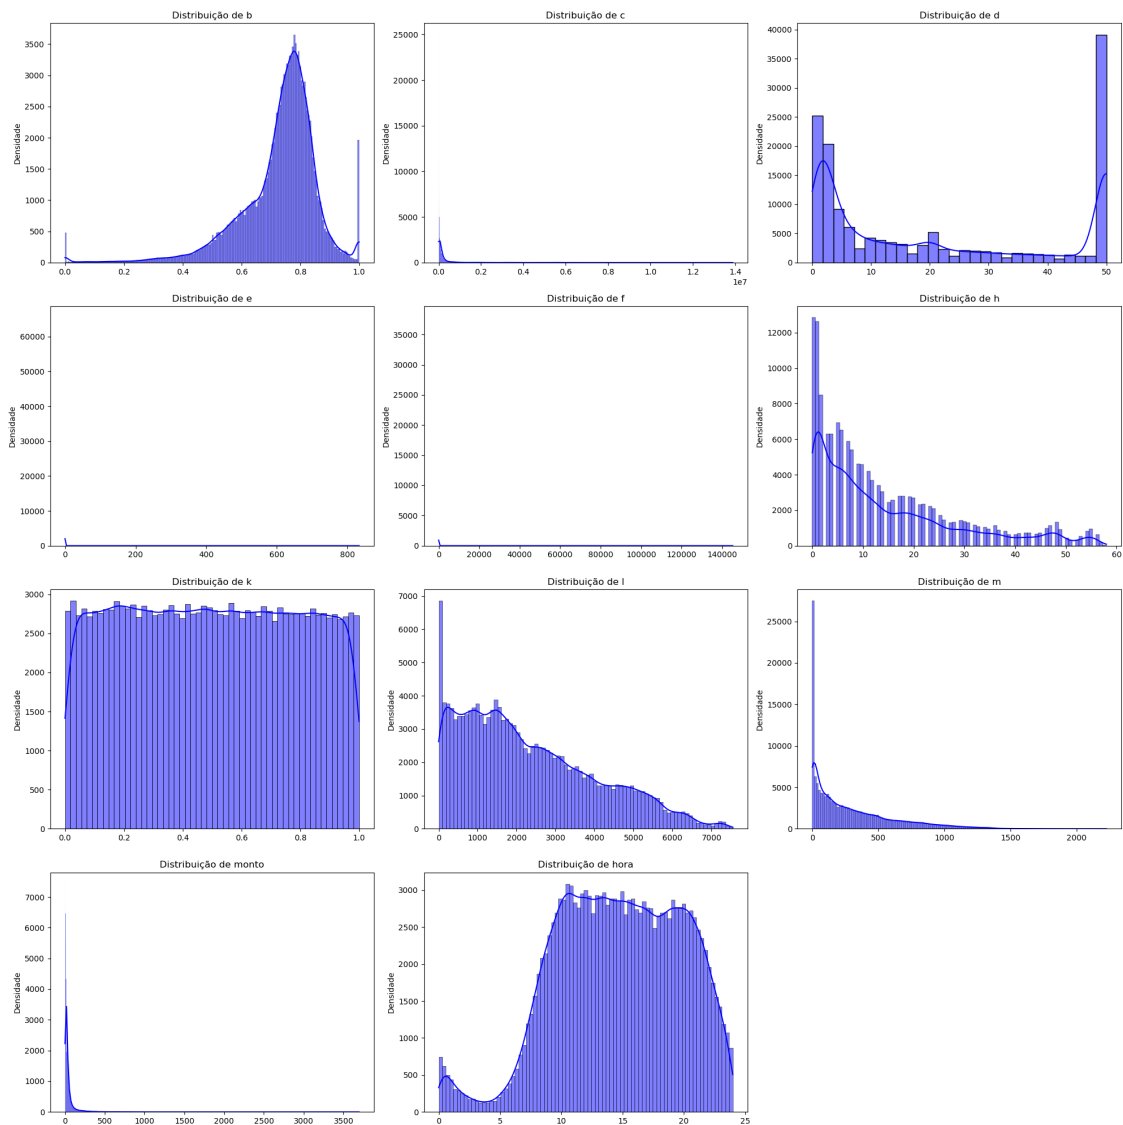 Distribuição de b
Densidade
3500
3000
2500
2000
1500
1000
500
0
0.0 0.2 0.4 0.6 0.8 1.0
Distribuição de c
Densidade
25000
20000
15000
10000
5000
0
0.0 0.2 0.4 0.6 0.8 1.0 1.2 1.4
1e7
Distribuição de d
Densidade
40000
35000
30000
25000
20000
15000
10000
5000
0
0 10 20 30 40 50
Distribuição de e
Densidade
60000
50000
40000
30000
20000
10000
0
0 200 400 600 800
Distribuição de f
Densidade
35000
30000
25000
20000
15000
10000
5000
0
0 20000 40000 60000 80000 100000 120000 140000
Distribuição de h
Densidade
12000
10000
8000
6000
4000
2000
0
0 10 20 30 40 50 60
Distribuição de k
Densidade
3000
2500
2000
1500
1000
500
0
0.0 0.2 0.4 0.6 0.8 1.0
Distribuição de l
Densidade
7000
6000
5000
4000
3000
2000
1000
0
0 1000 2000 3000 4000 5000 6000 7000
Distribuição de m
Densidade
25000
20000
15000
10000
5000
0
0 500 1000 1500 2000
Distribuição de monto
Densidade
7000
6000
5000
4000
3000
2000
1000
0
0 500 1000 1500 2000 2500 3000 3500
Distribuição de hora
Densidade
3000
2500
2000
1500
1000
500
0
0 5 10 15 20 25